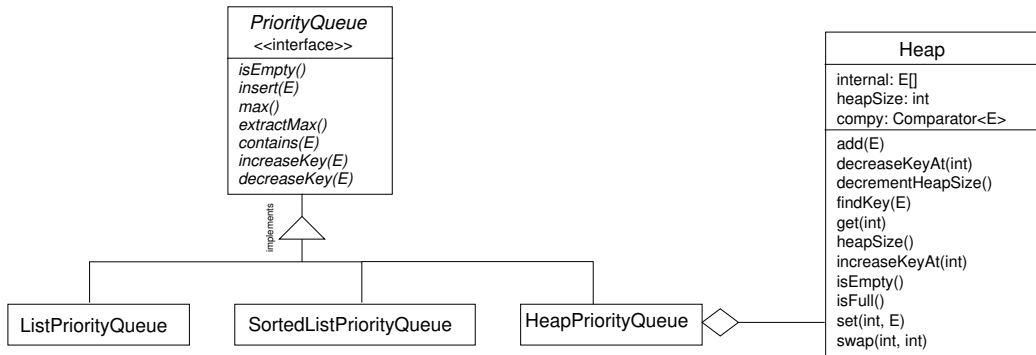 PriorityQueue
<<interface>>
isEmpty()
insert(E)
max()
extractMax()
contains(E)
increaseKey(E)
decreaseKey(E)
implements
ListPriorityQueue
SortedListPriorityQueue
HeapPriorityQueue
Heap
internal: E[]
heapSize: int
compy: Comparator<E>
add(E)
decreaseKeyAt(int)
decrementHeapSize()
findKey(E)
get(int)
heapSize()
increaseKeyAt(int)
isEmpty()
isFull()
set(int, E)
swap(int, int)